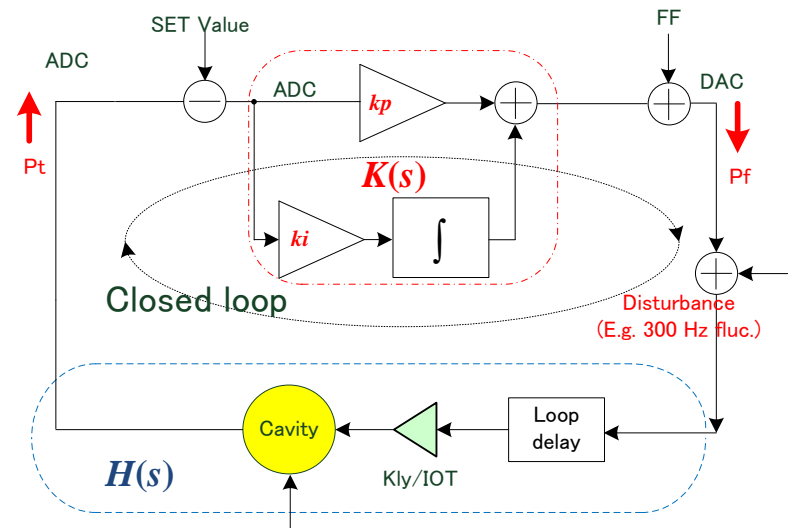 SET Value
FF
ADC
ADC
DAC
kp
Pt
K(s)
Pf
ki
∫
Closed loop
Disturbance
(E.g. 300 Hz fluc.)
Loop
delay
Cavity
Kly/IOT
H(s)